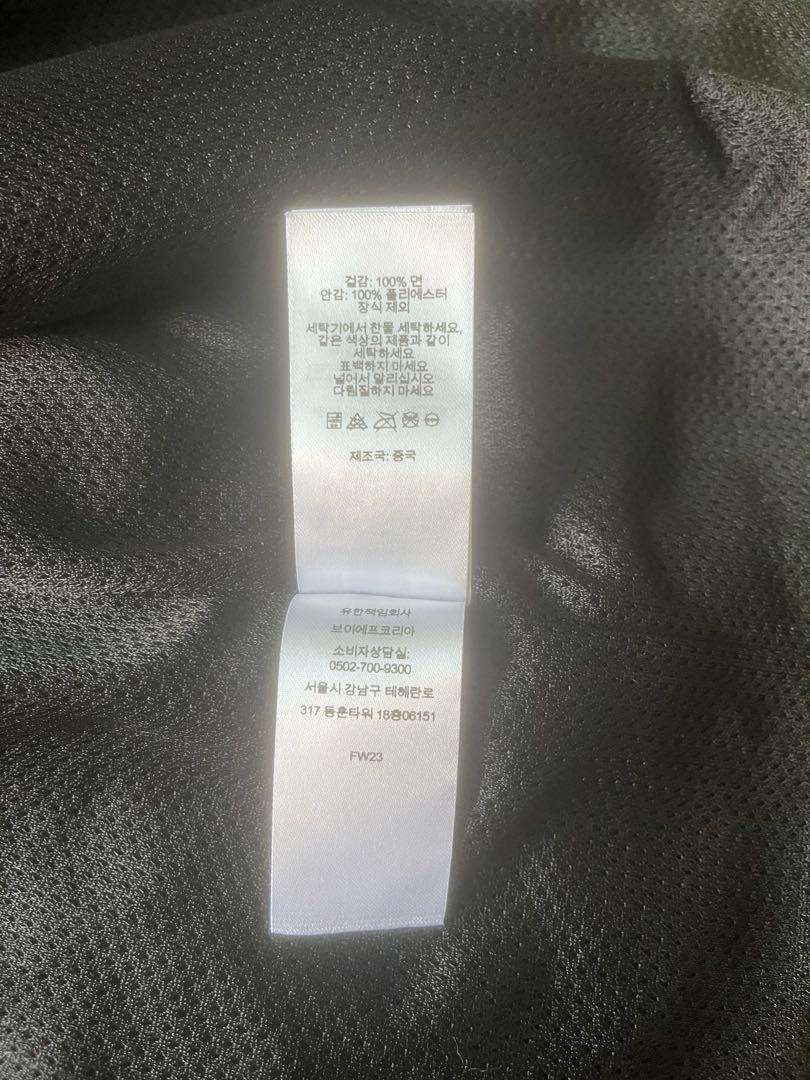 겉감: 100% 면
안감: 100% 폴리에스터
장식 제외
세탁기에서 찬물 세탁하세요,
같은 색상의 제품과 같이
세탁하세요
표백하지 마세요
널어서 말리십시오
다림질하지 마세요
제조국: 중국
유한책임회사
브이에프코리아
소비자상담실:
0502-700-9300
서울시 강남구 테헤란로
317 동훈타워 18층06151
FW23